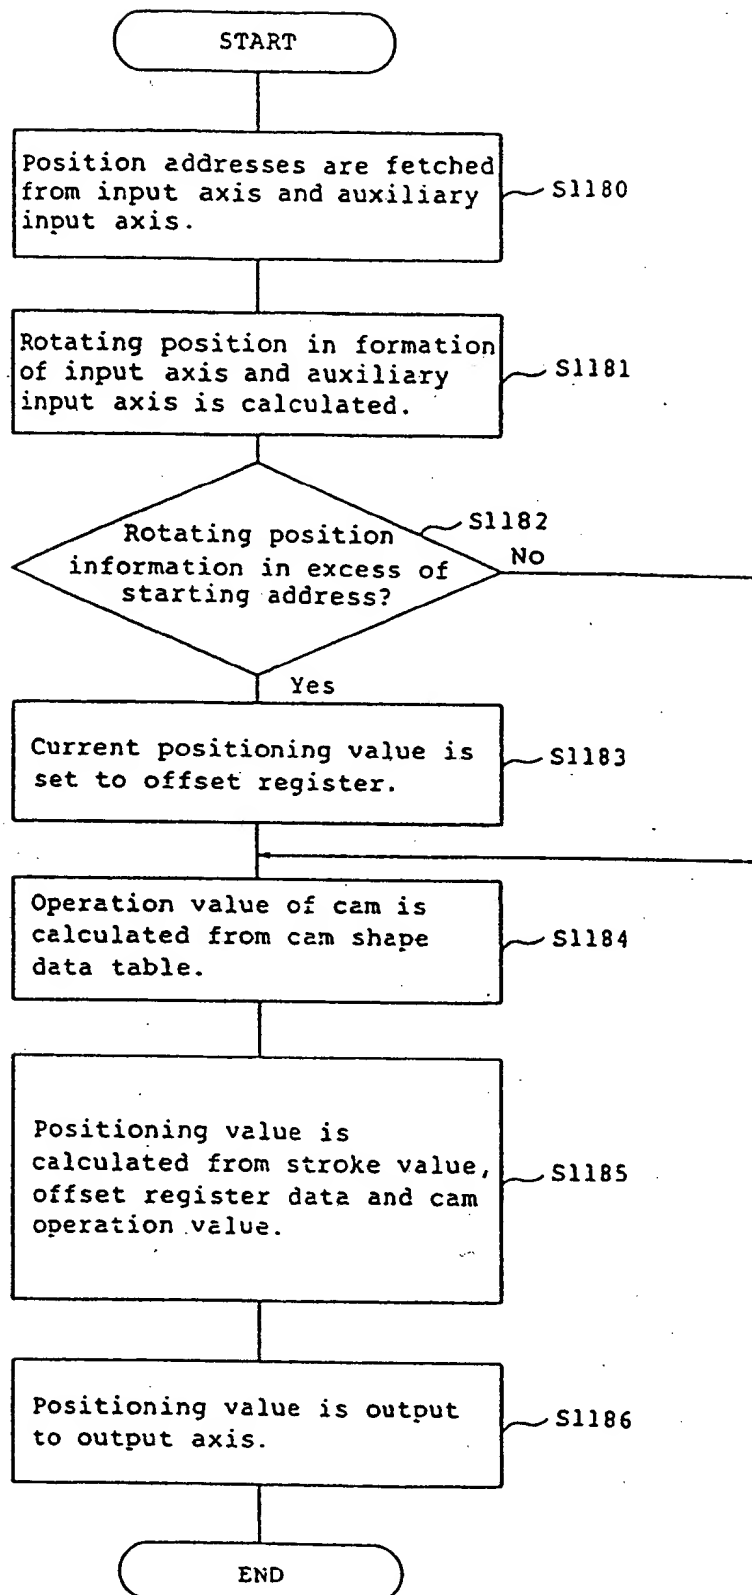 START
Position addresses are fetched
from input axis and auxiliary
input axis.
S1180
Rotating position in formation
of input axis and auxiliary
input axis is calculated.
S1181
Rotating position
information in excess of
starting address?
S1182
No
Yes
Current positioning value is
set to offset register.
S1183
Operation value of cam is
calculated from cam shape
data table.
S1184
Positioning value is
calculated from stroke value,
offset register data and cam
operation value.
S1185
Positioning value is output
to output axis.
S1186
END